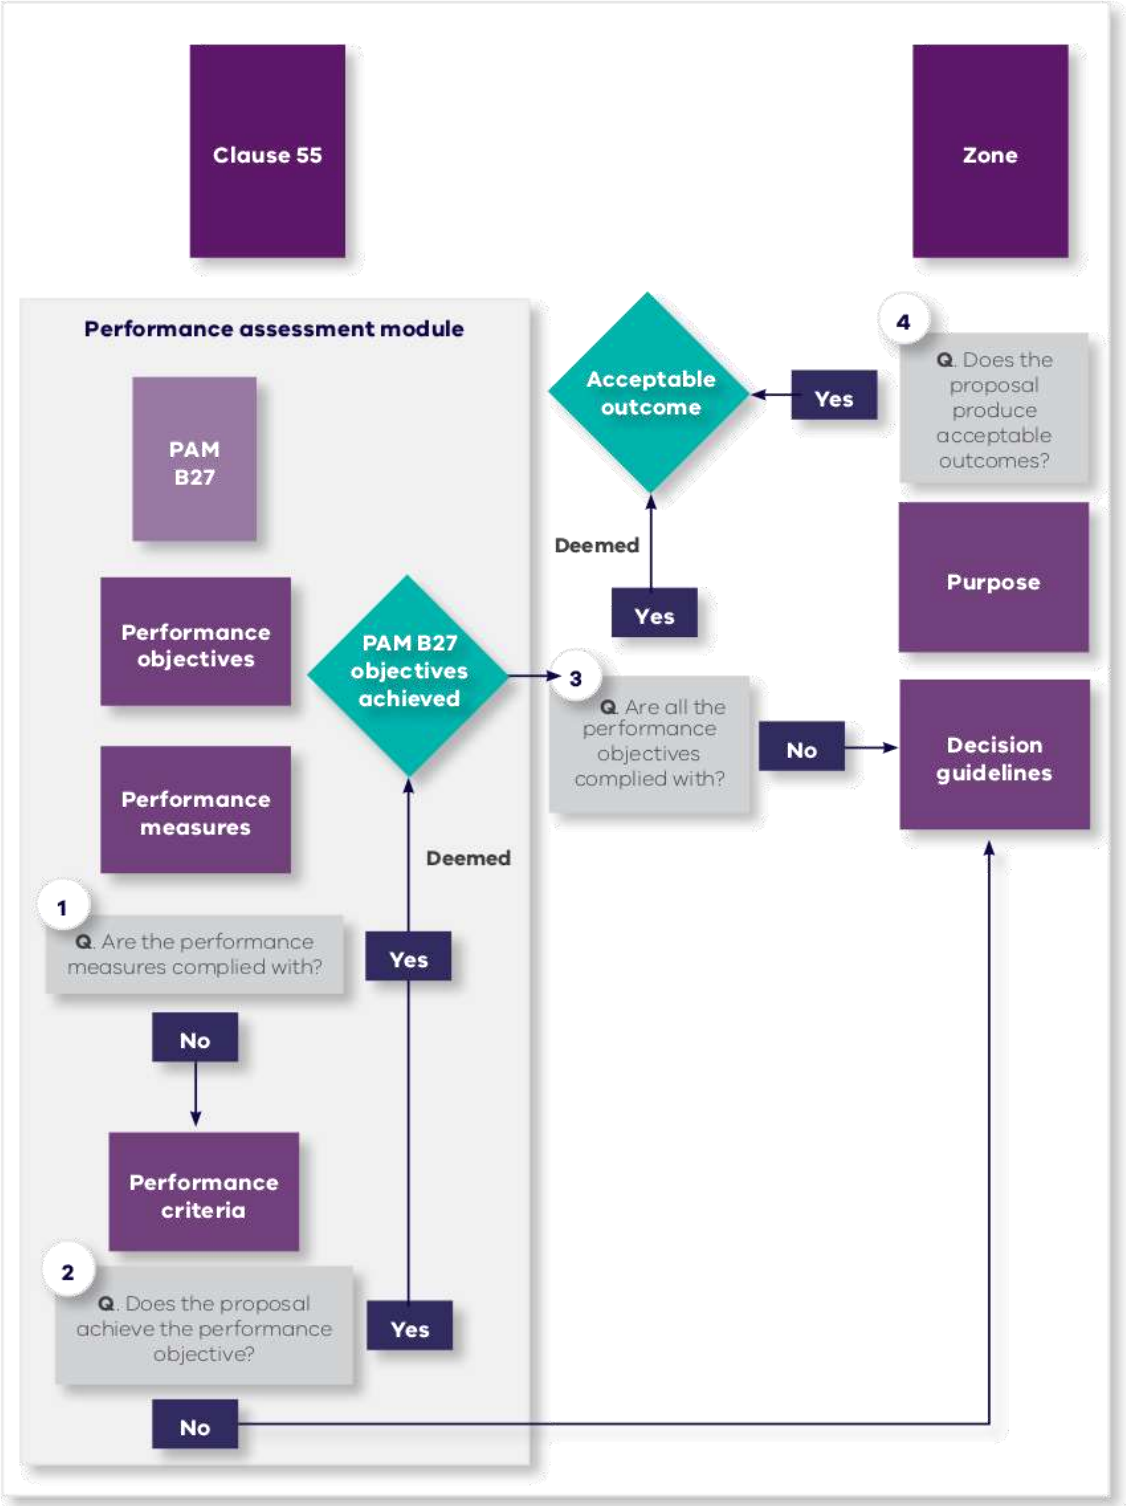 Clause 55
Zone
Performance assessment module
PAM
B27
Performance
objectives
Performance
measures
1
Q. Are the performance
measures complied with?
No
Performance
criteria
2
Q. Does the proposal
achieve the performance
objective?
No
Yes
Yes
Deemed
PAM B27
objectives
achieved
3
Q. Are all the
performance
objectives
complied with?
Yes
Deemed
Acceptable
outcome
No
4
Q. Does the
proposal
produce
acceptable
outcomes?
Yes
Purpose
Decision
guidelines